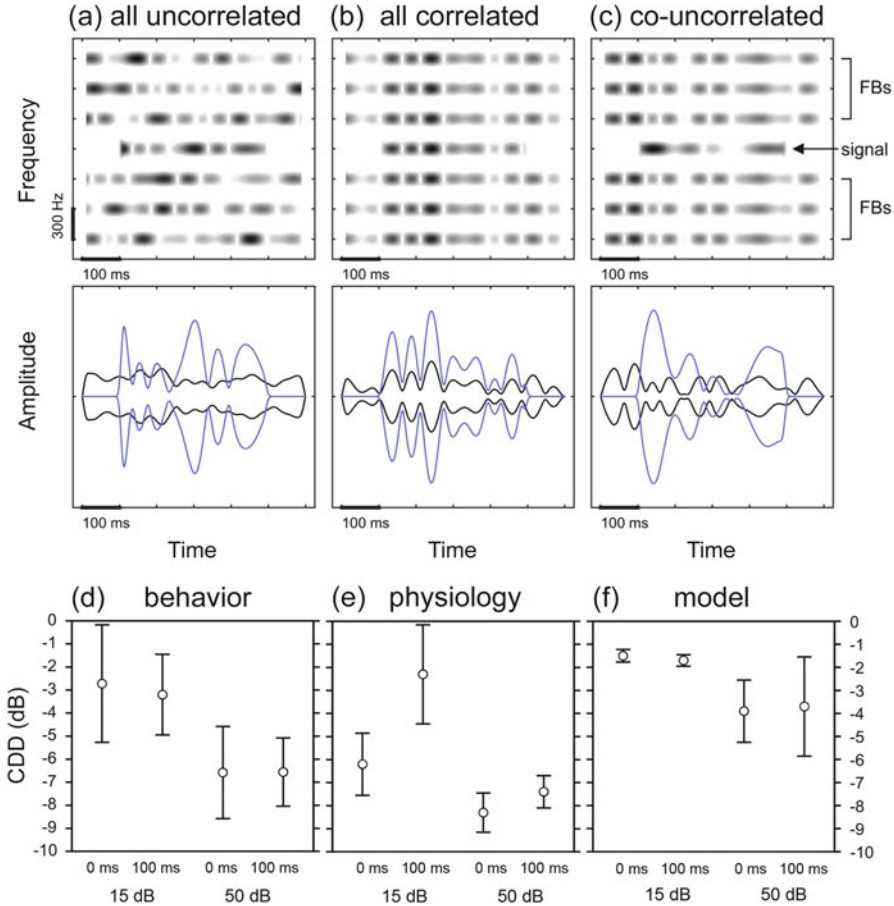 (a) all uncorrelated
(b) all correlated
(c) co-uncorrelated
Frequency
300 Hz
FBs
signal
FBs
100 ms
100 ms
100 ms
Amplitude
100 ms
100 ms
100 ms
Time
Time
Time
(d) behavior
(e) physiology
(f) model
CDD (dB)
0
-1
-2
-3
-4
-5
-6
-7
-8
-9
-10
0
-1
-2
-3
-4
-5
-6
-7
-8
-9
-10
0 ms 100 ms 0 ms 100 ms
0 ms 100 ms 0 ms 100 ms
0 ms 100 ms 0 ms 100 ms
15 dB 50 dB
15 dB 50 dB
15 dB 50 dB